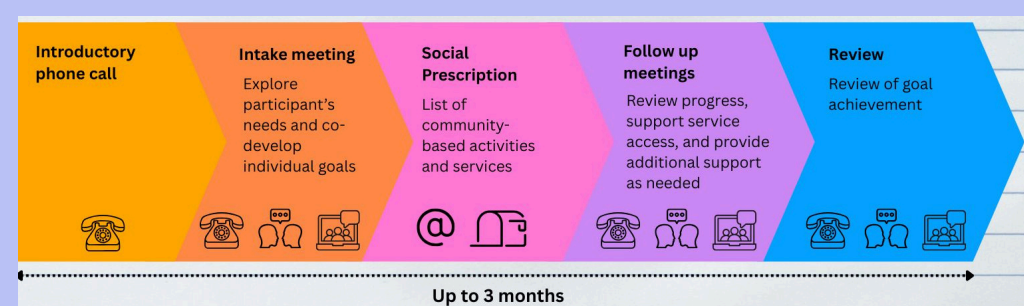 Introductory
phone call
Intake meeting
Explore
participant's
needs and co-
develop
individual goals
Social
Prescription
List of
community-
based activities
and services
@
Follow up
meetings
Review progress,
support service
access, and provide
additional support
as needed
Review
Review of goal
achievement
Up to 3 months